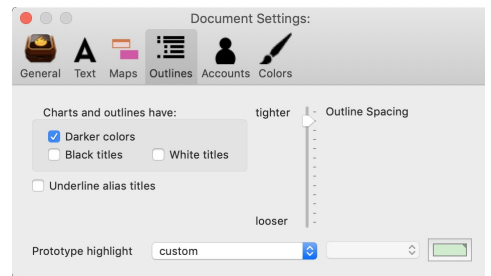 Document Settings:
General Text Maps Outlines Accounts Colors
Charts and outlines have:
Darker colors
Black titles White titles
Underline alias titles
tighter Outline Spacing
looser
Prototype highlight custom